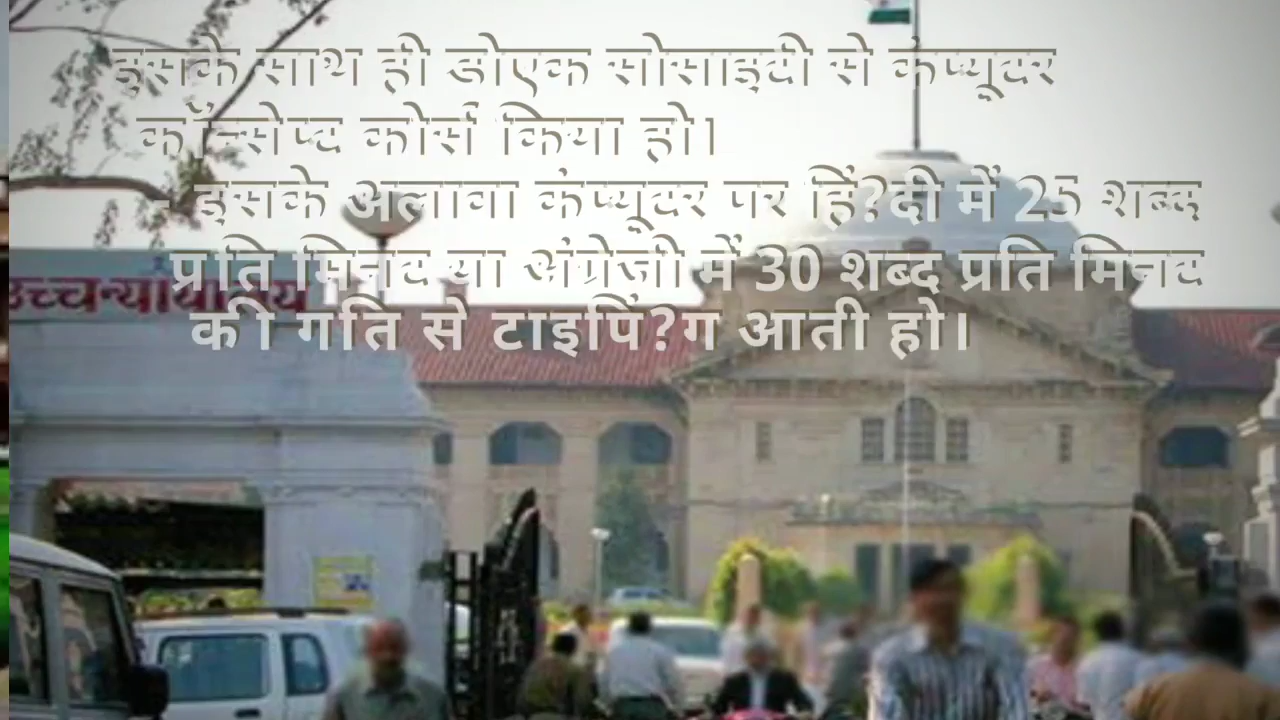 इसके साथ ही डोएक सोसाइटी से कंप्यूटर
कॉन्सेप्ट कोर्स किया हो।
- इसके अलावा कंप्यूटर पर हिं?दी में 25 शब्द
प्रति मिनट या अंग्रेजी में 30 शब्द प्रति मिनट
की गति से टाइपिं?ग आती हो।
उच्चन्यायालय